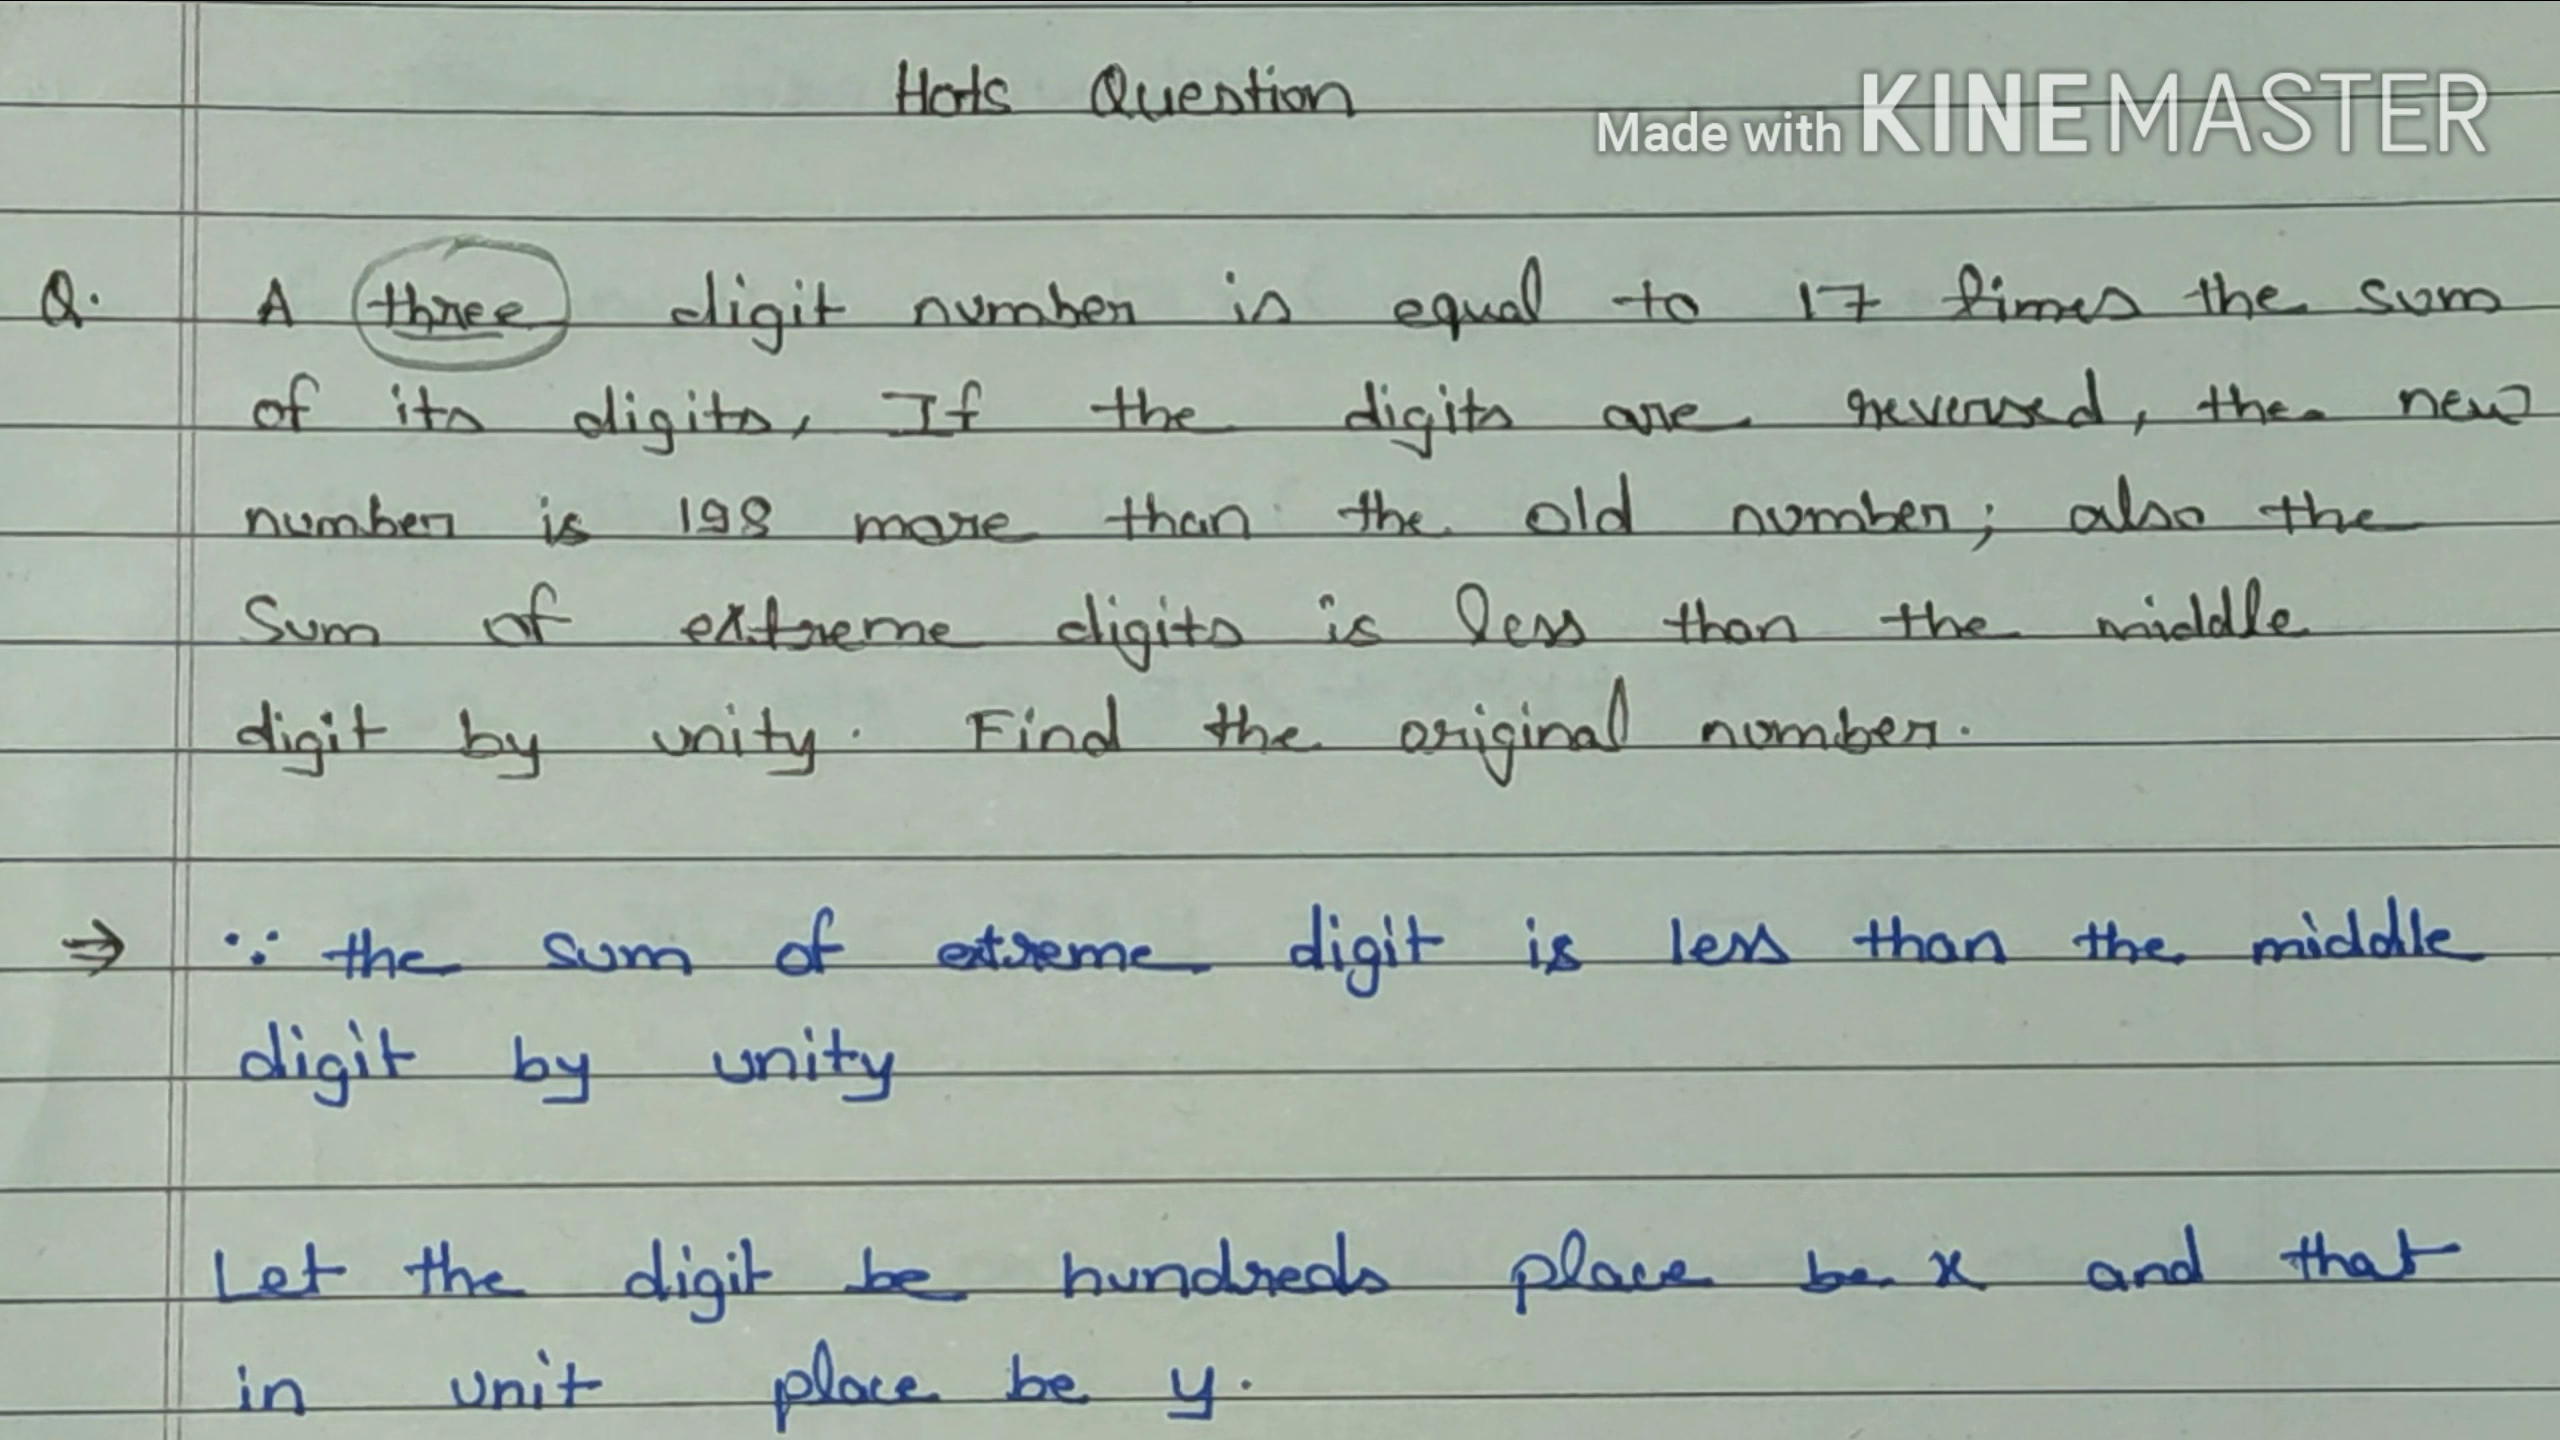 Hots Question
Made with KINEMASTER
Q. A three digit number is equal to 17 times the sum
of its digits, If the digits are reversed, the new
number is 198 more than the old number; also the
Sum of extreme digits is less than the middle
digit by unity. Find the original number.
⇒ ∵ the sum of extreme digit is less than the middle
digit by unity
Let the digit be hundreds place be x and that
in unit place be y.